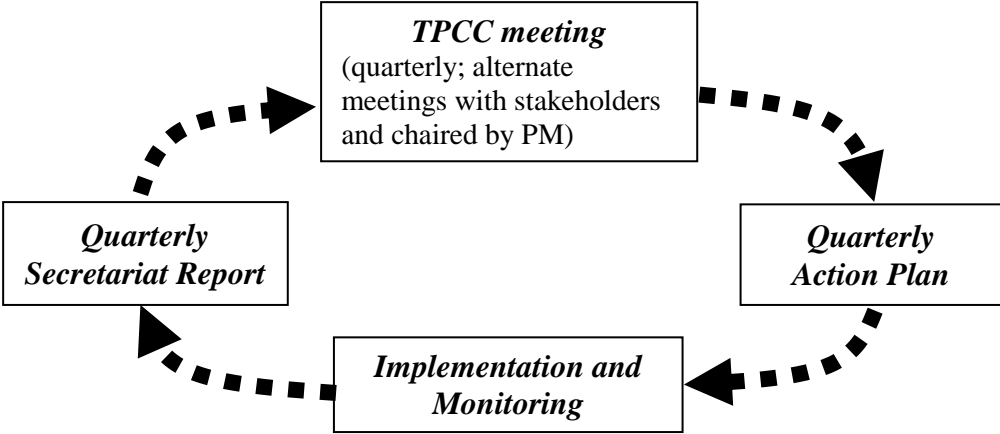 TPCC meeting
(quarterly; alternate
meetings with stakeholders
and chaired by PM)
Quarterly
Secretariat Report
Quarterly
Action Plan
Implementation and
Monitoring